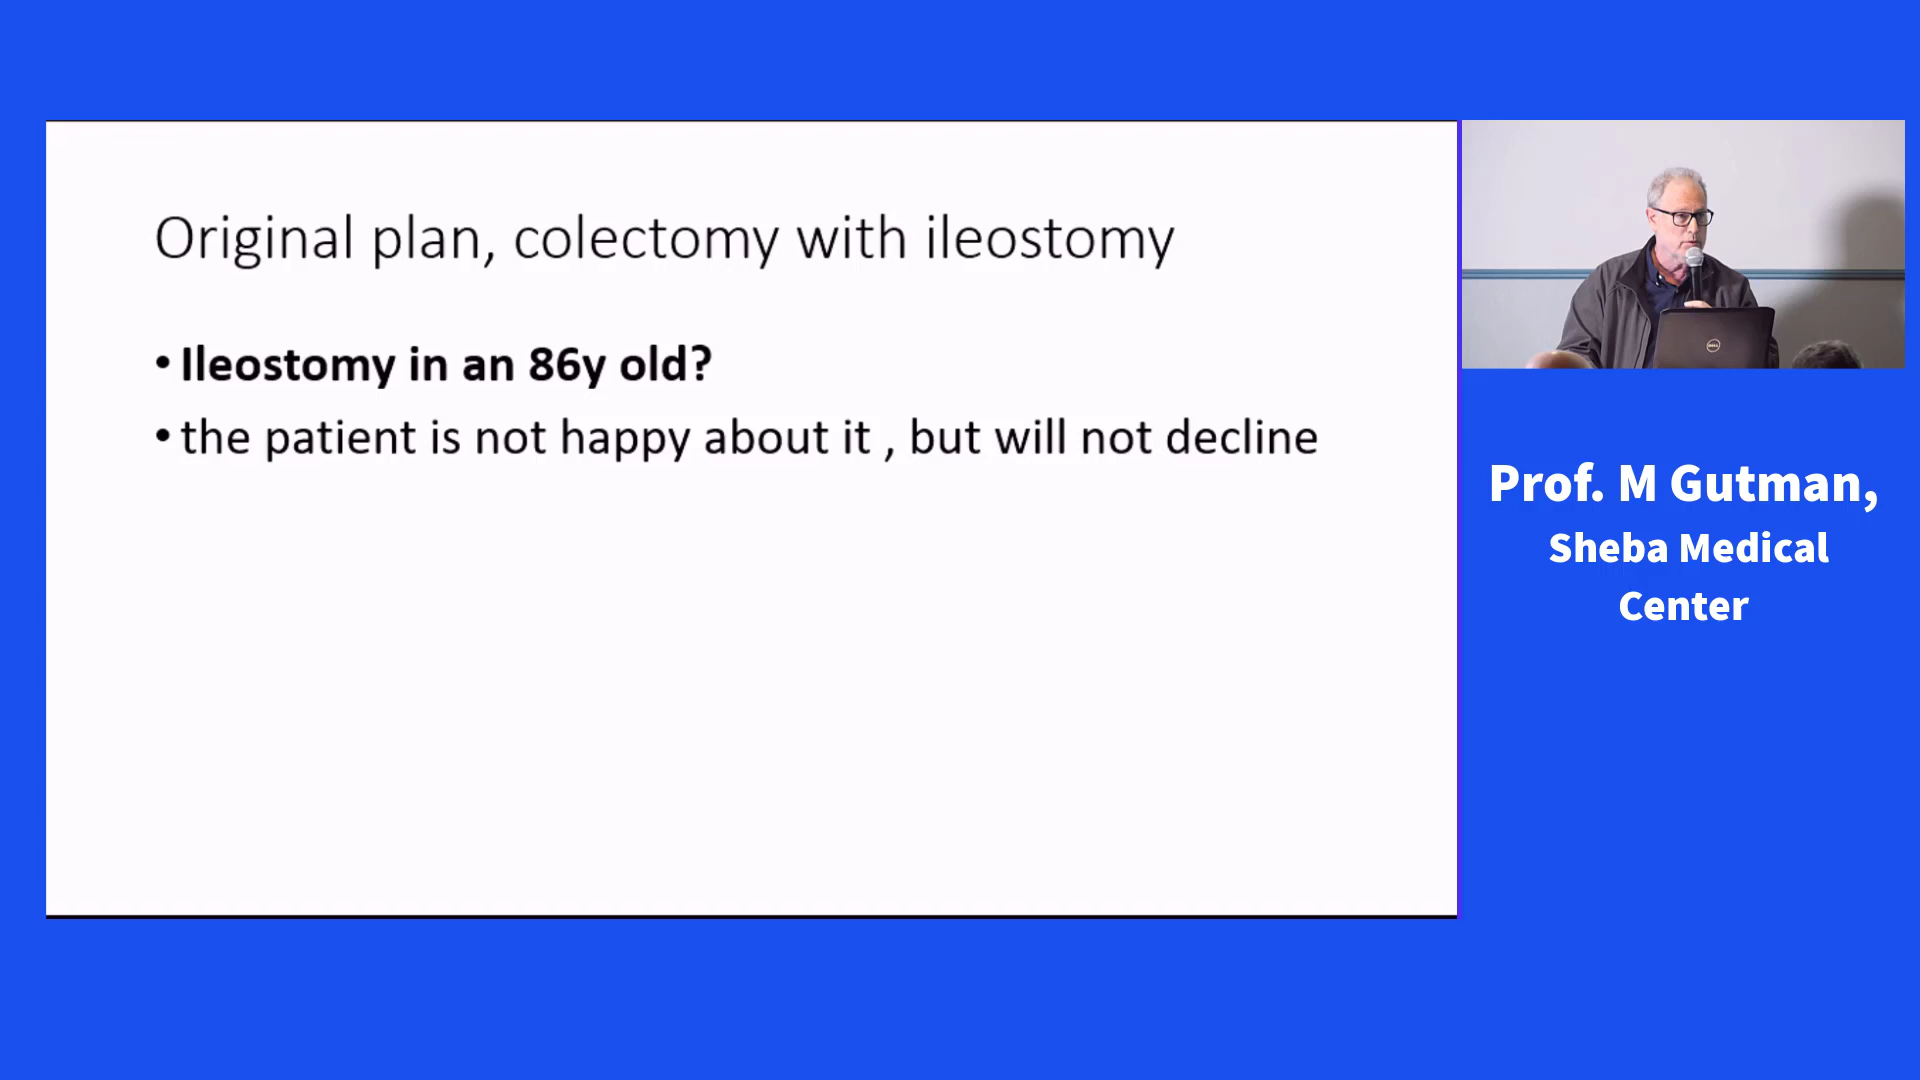 Original plan, colectomy with ileostomy
• Ileostomy in an 86y old?
• the patient is not happy about it , but will not decline
DELL
Prof. M Gutman,
Sheba Medical
Center